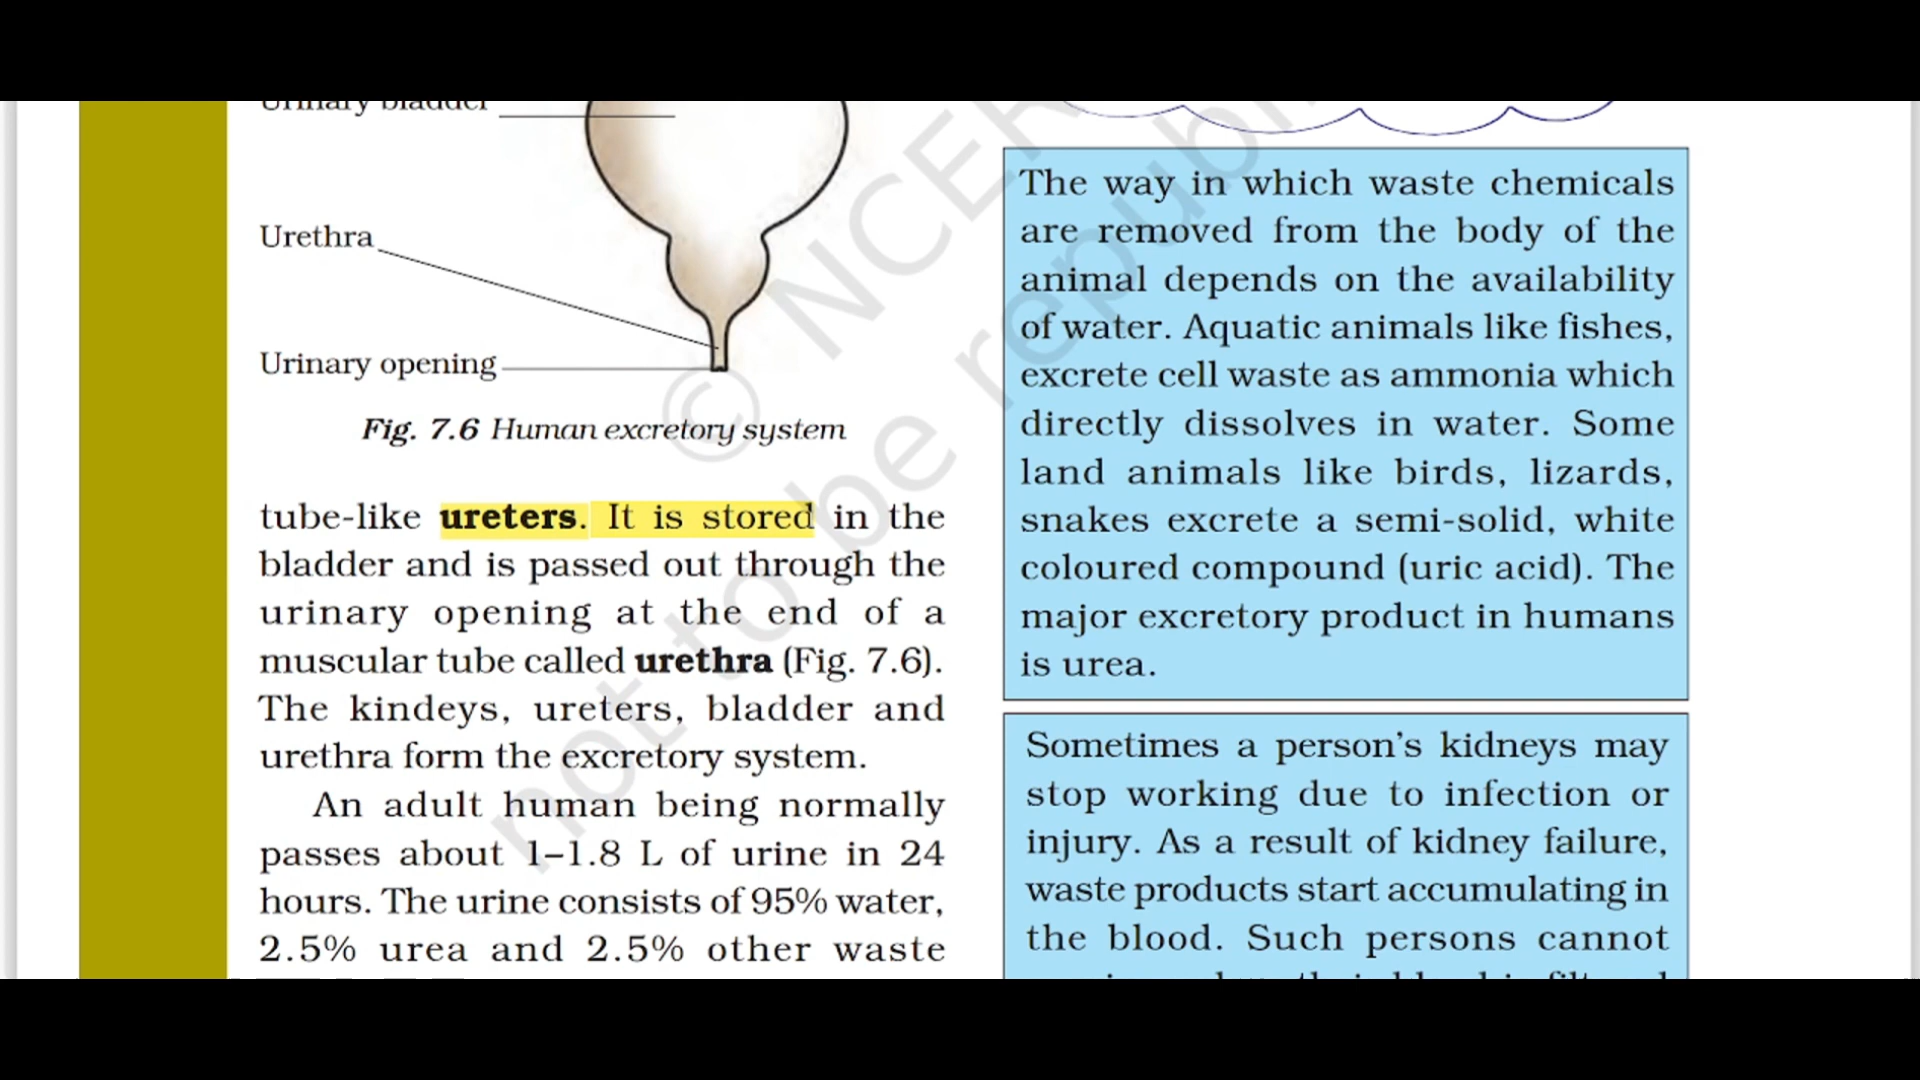 Urinary bladder
Urethra
Urinary opening
Fig. 7.6 Human excretory system
tube-like ureters. It is stored in the
bladder and is passed out through the
urinary opening at the end of a
muscular tube called urethra (Fig. 7.6).
The kindeys, ureters, bladder and
urethra form the excretory system.
An adult human being normally
passes about 1–1.8 L of urine in 24
hours. The urine consists of 95% water,
2.5% urea and 2.5% other waste
The way in which waste chemicals
are removed from the body of the
animal depends on the availability
of water. Aquatic animals like fishes,
excrete cell waste as ammonia which
directly dissolves in water. Some
land animals like birds, lizards,
snakes excrete a semi-solid, white
coloured compound (uric acid). The
major excretory product in humans
is urea.
Sometimes a person's kidneys may
stop working due to infection or
injury. As a result of kidney failure,
waste products start accumulating in
the blood. Such persons cannot
© NCER
not to be republ